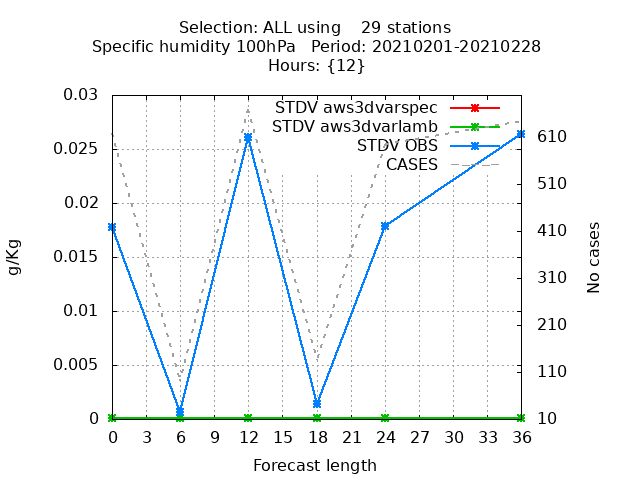 Selection: ALL using    29 stations
Specific humidity 100hPa   Period: 20210201-20210228
Hours: {12}
STDV aws3dvarspec
STDV aws3dvarlamb
STDV OBS
CASES
0.03
0.025
0.02
0.015
0.01
0.005
0
g/Kg
610
510
410
310
210
110
10
No cases
0 3 6 9 12 15 18 21 24 27 30 33 36
Forecast length